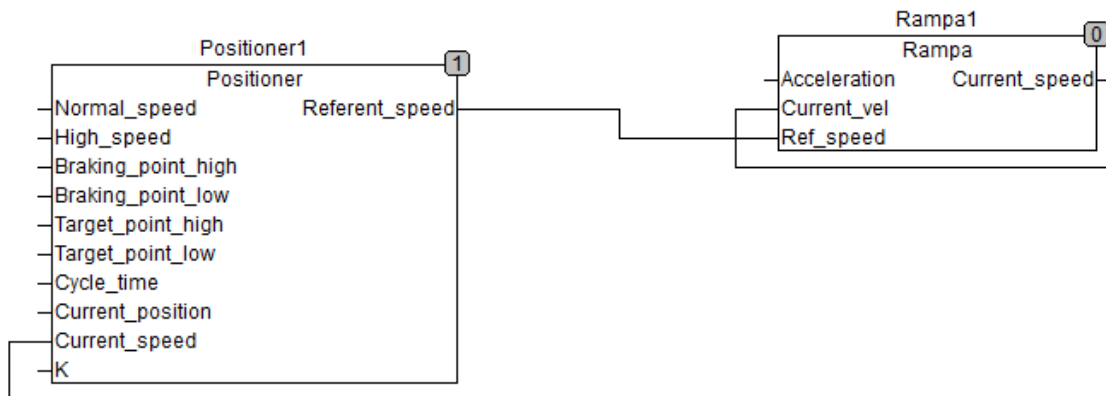 Positioner1
1
Positioner
Normal_speed Referent_speed
High_speed
Braking_point_high
Braking_point_low
Target_point_high
Target_point_low
Cycle_time
Current_position
Current_speed
K
Rampa1
0
Rampa
Acceleration Current_speed
Current_vel
Ref_speed